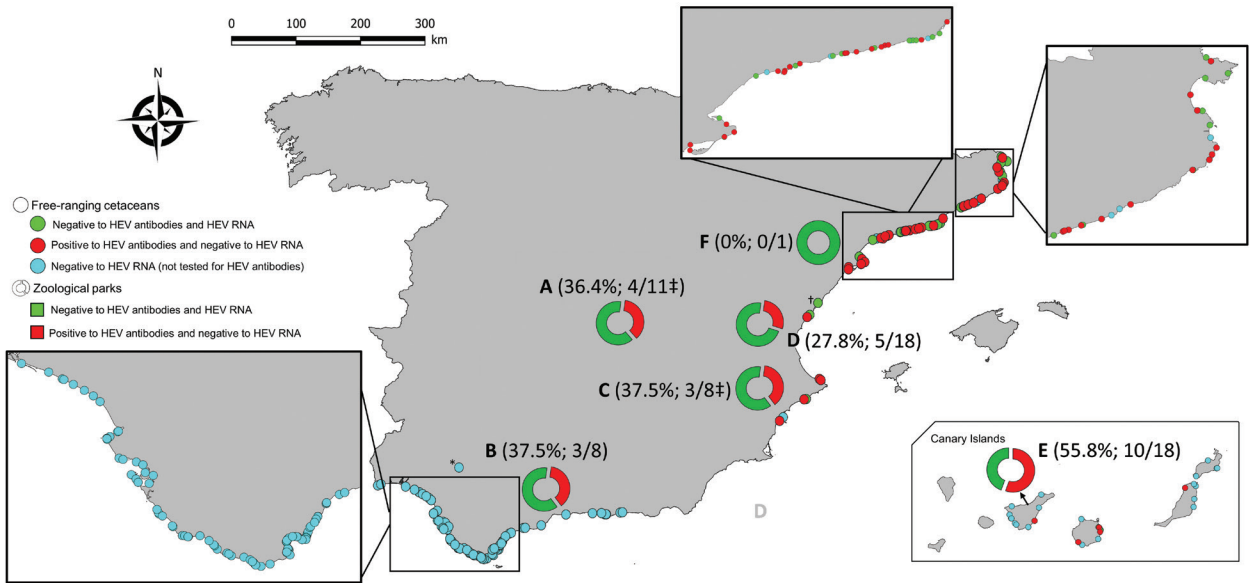 0 100 200 300
km
N
Free-ranging cetaceans
Negative to HEV antibodies and HEV RNA
Positive to HEV antibodies and negative to HEV RNA
Negative to HEV RNA (not tested for HEV antibodies)
Zoological parks
Negative to HEV antibodies and HEV RNA
Positive to HEV antibodies and negative to HEV RNA
F (0%; 0/1)
A (36.4%; 4/11‡)
†
D (27.8%; 5/18)
C (37.5%; 3/8‡)
B (37.5%; 3/8)
*
D
Canary Islands
E (55.8%; 10/18)